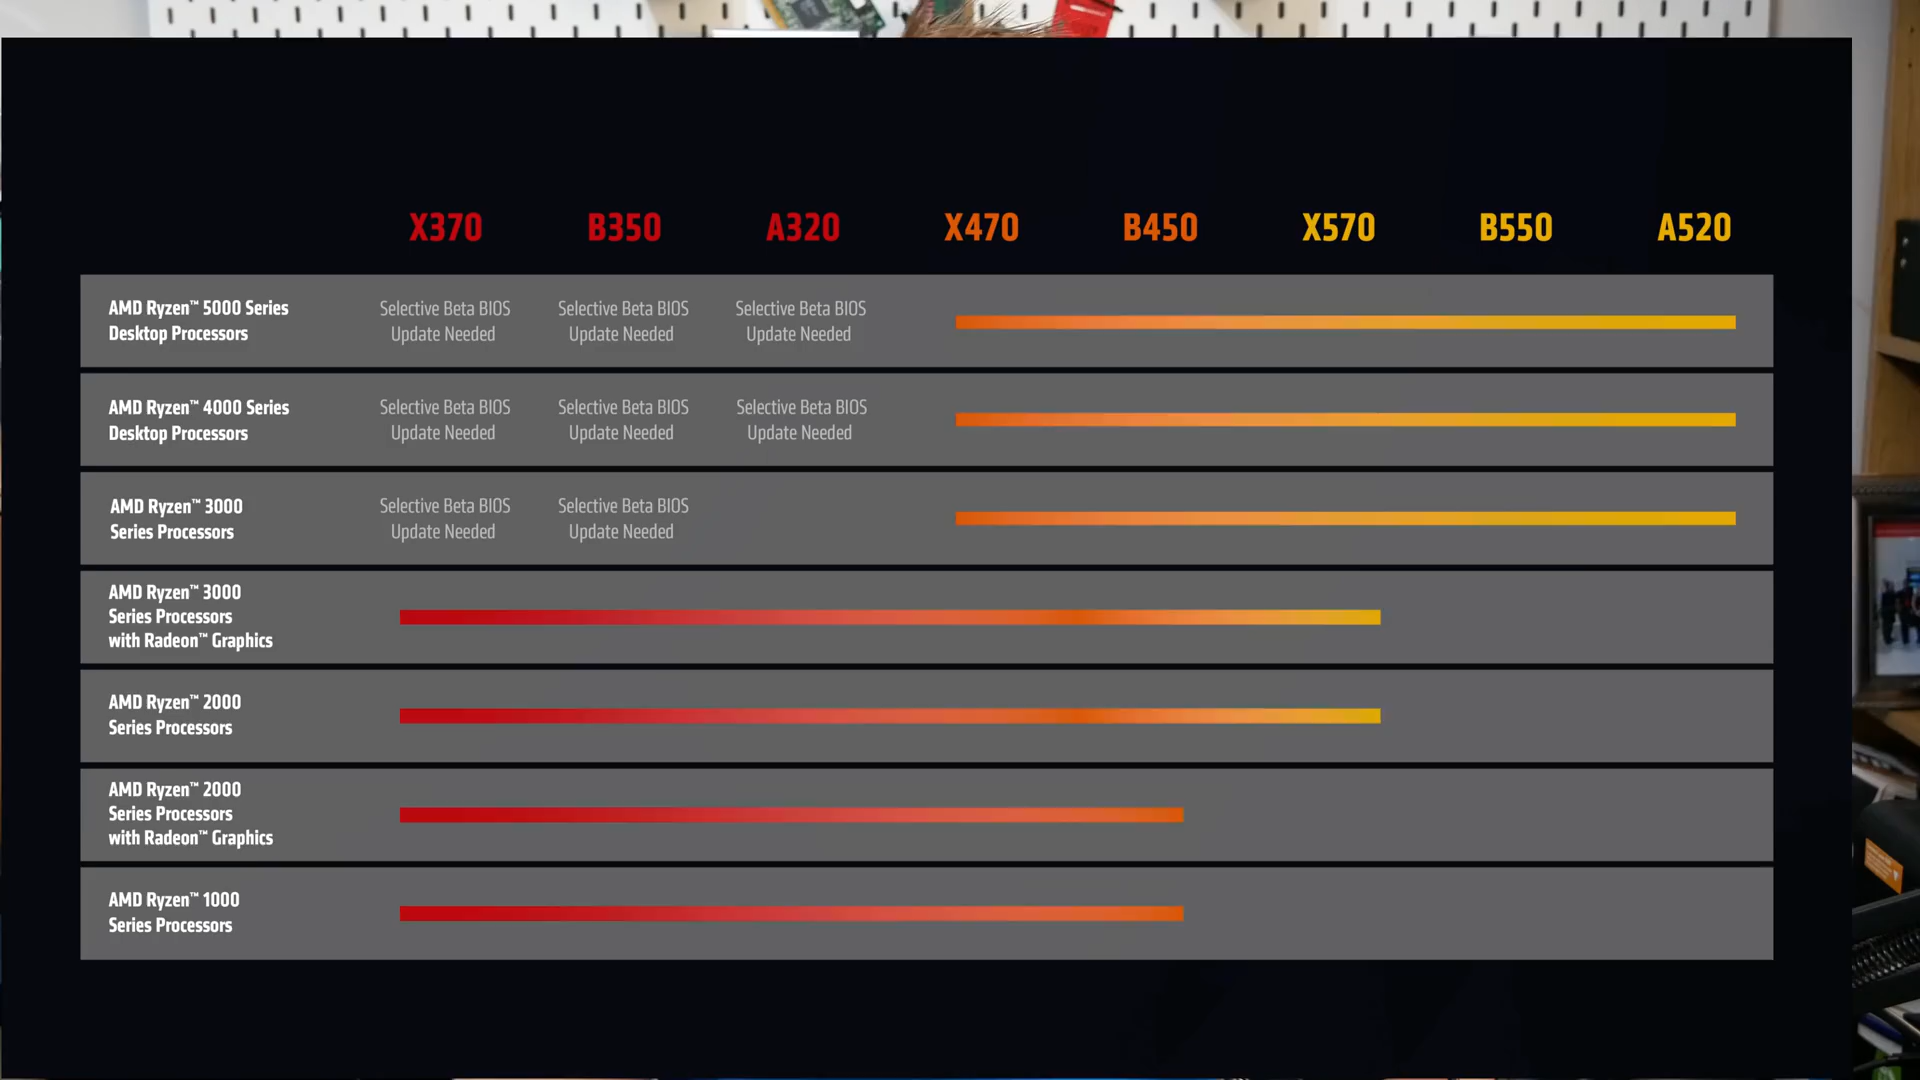 X370 B350 A320 X470 B450 X570 B550 A520
AMD Ryzen™ 5000 Series
Desktop Processors
Selective Beta BIOS
Update Needed
Selective Beta BIOS
Update Needed
Selective Beta BIOS
Update Needed
AMD Ryzen™ 4000 Series
Desktop Processors
Selective Beta BIOS
Update Needed
Selective Beta BIOS
Update Needed
Selective Beta BIOS
Update Needed
AMD Ryzen™ 3000
Series Processors
Selective Beta BIOS
Update Needed
Selective Beta BIOS
Update Needed
AMD Ryzen™ 3000
Series Processors
with Radeon™ Graphics
AMD Ryzen™ 2000
Series Processors
AMD Ryzen™ 2000
Series Processors
with Radeon™ Graphics
AMD Ryzen™ 1000
Series Processors